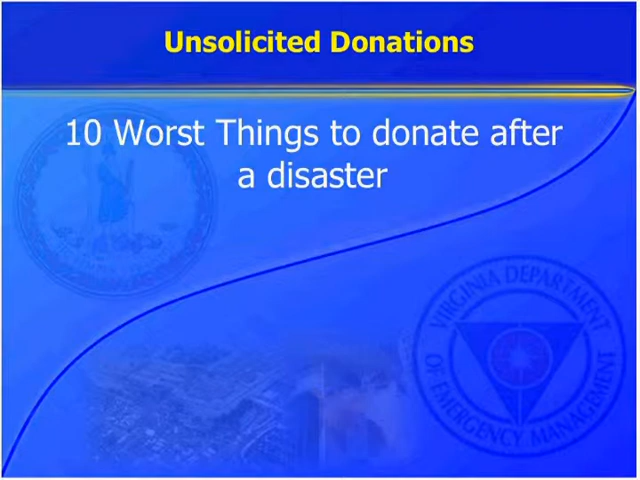 Unsolicited Donations
10 Worst Things to donate after
a disaster
VIRGINIA DEPARTMENT
OF EMERGENCY MANAGEMENT